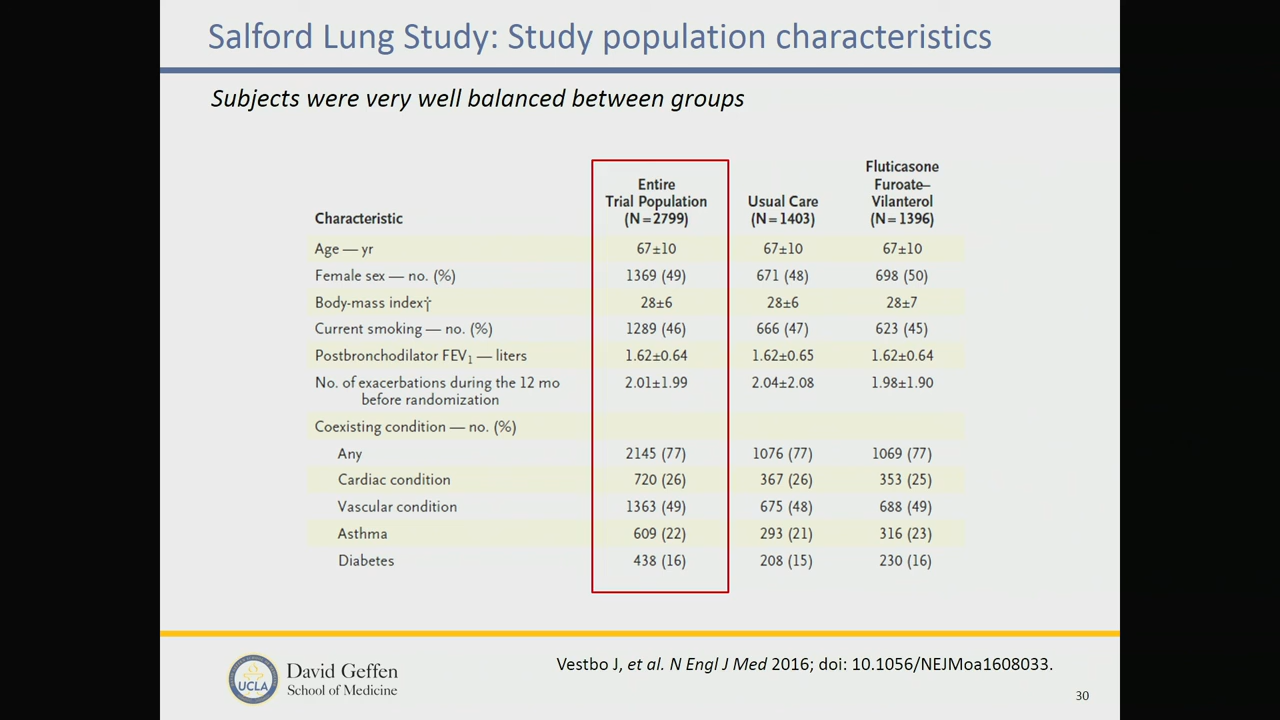 Salford Lung Study: Study population characteristics
Subjects were very well balanced between groups
Characteristic
Entire
Trial Population
(N=2799)
Usual Care
(N=1403)
Fluticasone
Furoate–
Vilanterol
(N=1396)
Age — yr 67±10 67±10 67±10
Female sex — no. (%) 1369 (49) 671 (48) 698 (50)
Body-mass index† 28±6 28±6 28±7
Current smoking — no. (%) 1289 (46) 666 (47) 623 (45)
Postbronchodilator FEV1 — liters 1.62±0.64 1.62±0.65 1.62±0.64
No. of exacerbations during the 12 mo 2.01±1.99 2.04±2.08 1.98±1.90
before randomization
Coexisting condition — no. (%)
Any 2145 (77) 1076 (77) 1069 (77)
Cardiac condition 720 (26) 367 (26) 353 (25)
Vascular condition 1363 (49) 675 (48) 688 (49)
Asthma 609 (22) 293 (21) 316 (23)
Diabetes 438 (16) 208 (15) 230 (16)
UCLA
David Geffen
School of Medicine
Vestbo J, et al. N Engl J Med 2016; doi: 10.1056/NEJMoa1608033.
30